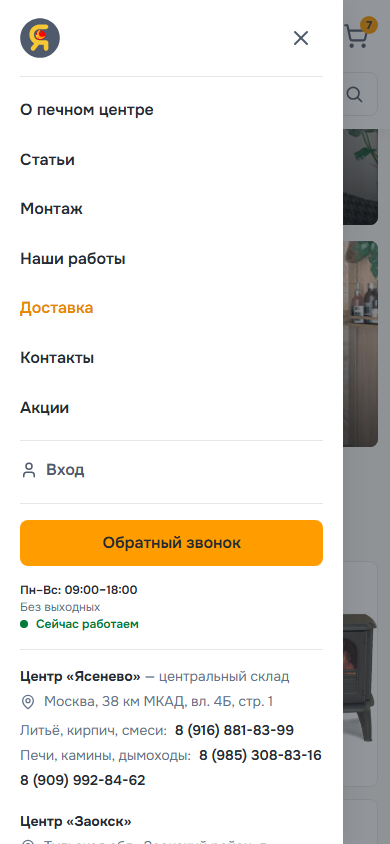 7
О печном центре
Статьи
Монтаж
Наши работы
Доставка
Контакты
Акции
Вход
Обратный звонок
Пн–Вс: 09:00–18:00
Без выходных
Сейчас работаем
Центр «Ясенево» — центральный склад
Москва, 38 км МКАД, вл. 4Б, стр. 1
Литьё, кирпич, смеси: 8 (916) 881-83-99
Печи, камины, дымоходы: 8 (985) 308-83-16
8 (909) 992-84-62
Центр «Заокск»